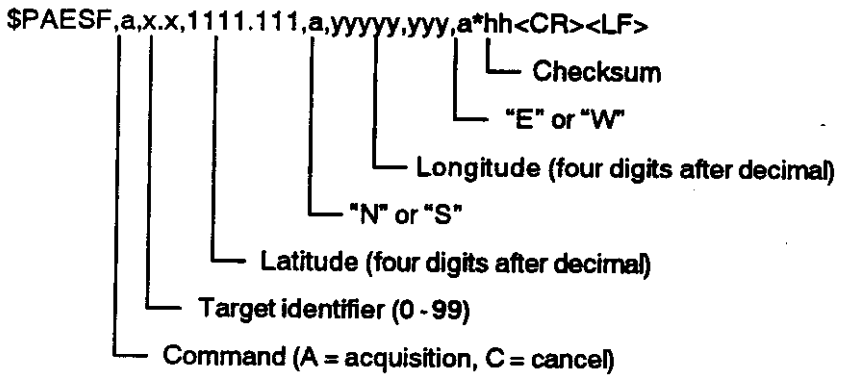 $PAESF,a,x.x,1111.111,a,yyyyy,yyy,a*hh<CR><LF>
Checksum
"E" or "W"
Longitude (four digits after decimal)
"N" or "S"
Latitude (four digits after decimal)
Target identifier (0 - 99)
Command (A = acquisition, C = cancel)